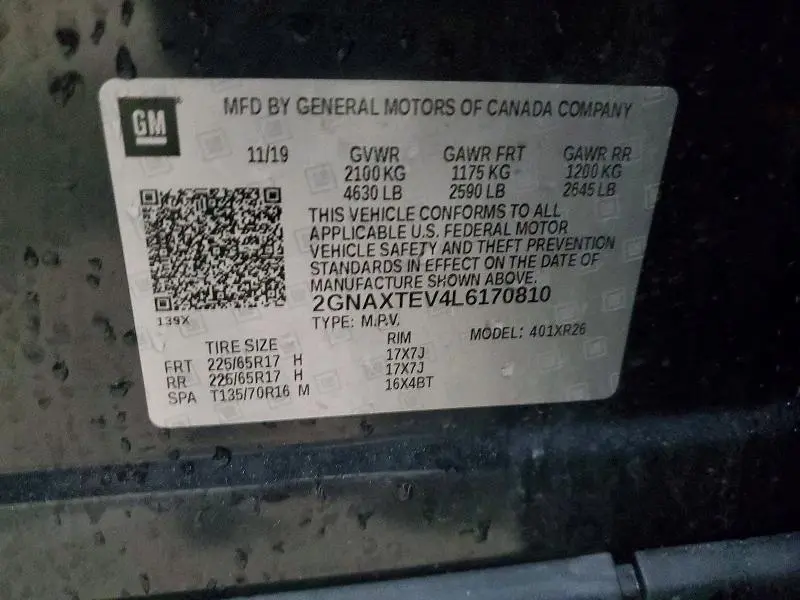 GM
MFD BY GENERAL MOTORS OF CANADA COMPANY
11/19 GVWR GAWR FRT GAWR RR
2100 KG 1175 KG 1200 KG
4630 LB 2590 LB 2645 LB
THIS VEHICLE CONFORMS TO ALL
APPLICABLE U.S. FEDERAL MOTOR
VEHICLE SAFETY AND THEFT PREVENTION
STANDARDS IN EFFECT ON THE DATE OF
MANUFACTURE SHOWN ABOVE.
2GNAXTEV4L6170810
139X
TYPE: M.P.V. MODEL: 401XR26
TIRE SIZE RIM
FRT 225/65R17 H 17X7J
RR 225/65R17 H 17X7J
SPA T135/70R16 M 16X4BT